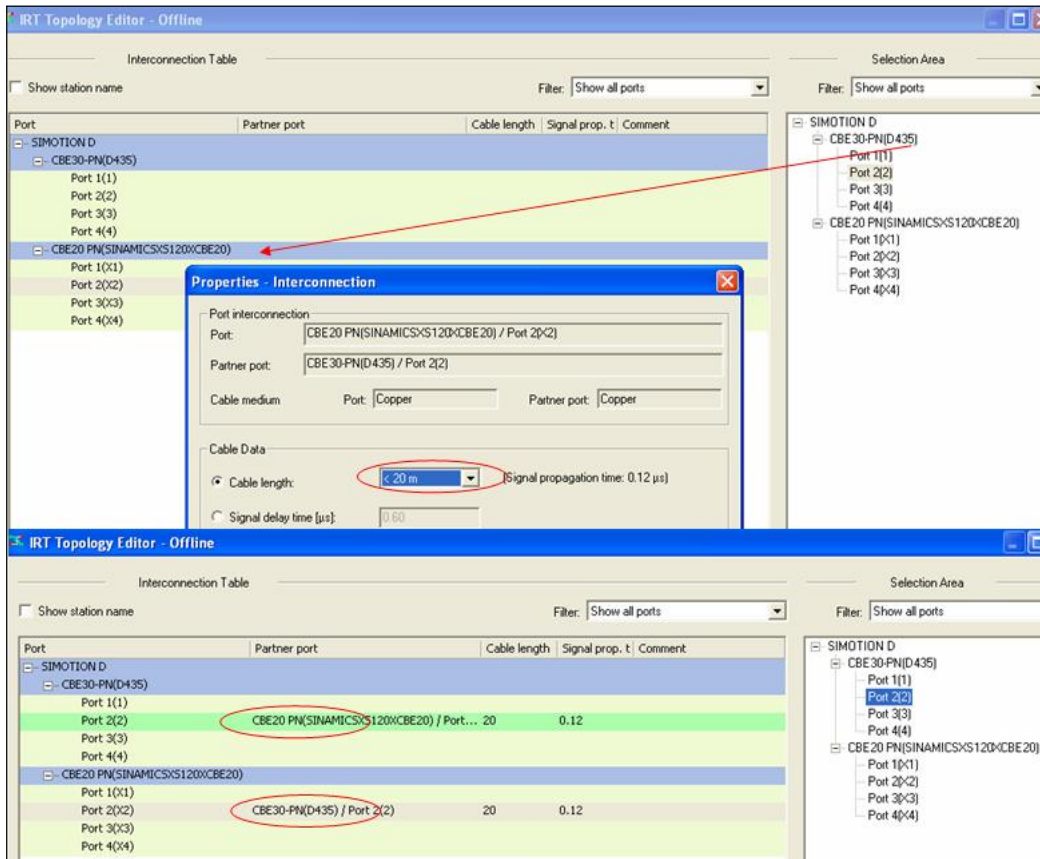 IRT Topology Editor - Offline
Interconnection Table
Selection Area
Show station name
Filter: Show all ports
Filter: Show all ports
Port Partner port Cable length Signal prop. t Comment
SIMOTION D
CBE30-PN(D435)
Port 1(1)
Port 2(2)
Port 3(3)
Port 4(4)
CBE20 PN(SINAMICSXS120XCBE20)
Port 1(X1)
Port 2(X2)
Port 3(X3)
Port 4(X4)
SIMOTION D
CBE30-PN(D435)
Port 1(1)
Port 2(2)
Port 3(3)
Port 4(4)
CBE20 PN(SINAMICSXS120XCBE20)
Port 1(X1)
Port 2(X2)
Port 3(X3)
Port 4(X4)
Properties - Interconnection
Port interconnection
Port: CBE20 PN(SINAMICSXS120XCBE20) / Port 2(X2)
Partner port: CBE30-PN(D435) / Port 2(2)
Cable medium Port: Copper Partner port: Copper
Cable Data
Cable length: < 20 m (Signal propagation time: 0.12 µs)
Signal delay time [µs]: 0.60
IRT Topology Editor - Offline
Interconnection Table
Selection Area
Show station name
Filter: Show all ports
Filter: Show all ports
Port Partner port Cable length Signal prop. t Comment
SIMOTION D
CBE30-PN(D435)
Port 1(1)
Port 2(2) CBE20 PN(SINAMICSXS120XCBE20) / Port... 20 0.12
Port 3(3)
Port 4(4)
CBE20 PN(SINAMICSXS120XCBE20)
Port 1(X1)
Port 2(X2) CBE30-PN(D435) / Port 2(2) 20 0.12
Port 3(X3)
Port 4(X4)
SIMOTION D
CBE30-PN(D435)
Port 1(1)
Port 2(2)
Port 3(3)
Port 4(4)
CBE20 PN(SINAMICSXS120XCBE20)
Port 1(X1)
Port 2(X2)
Port 3(X3)
Port 4(X4)